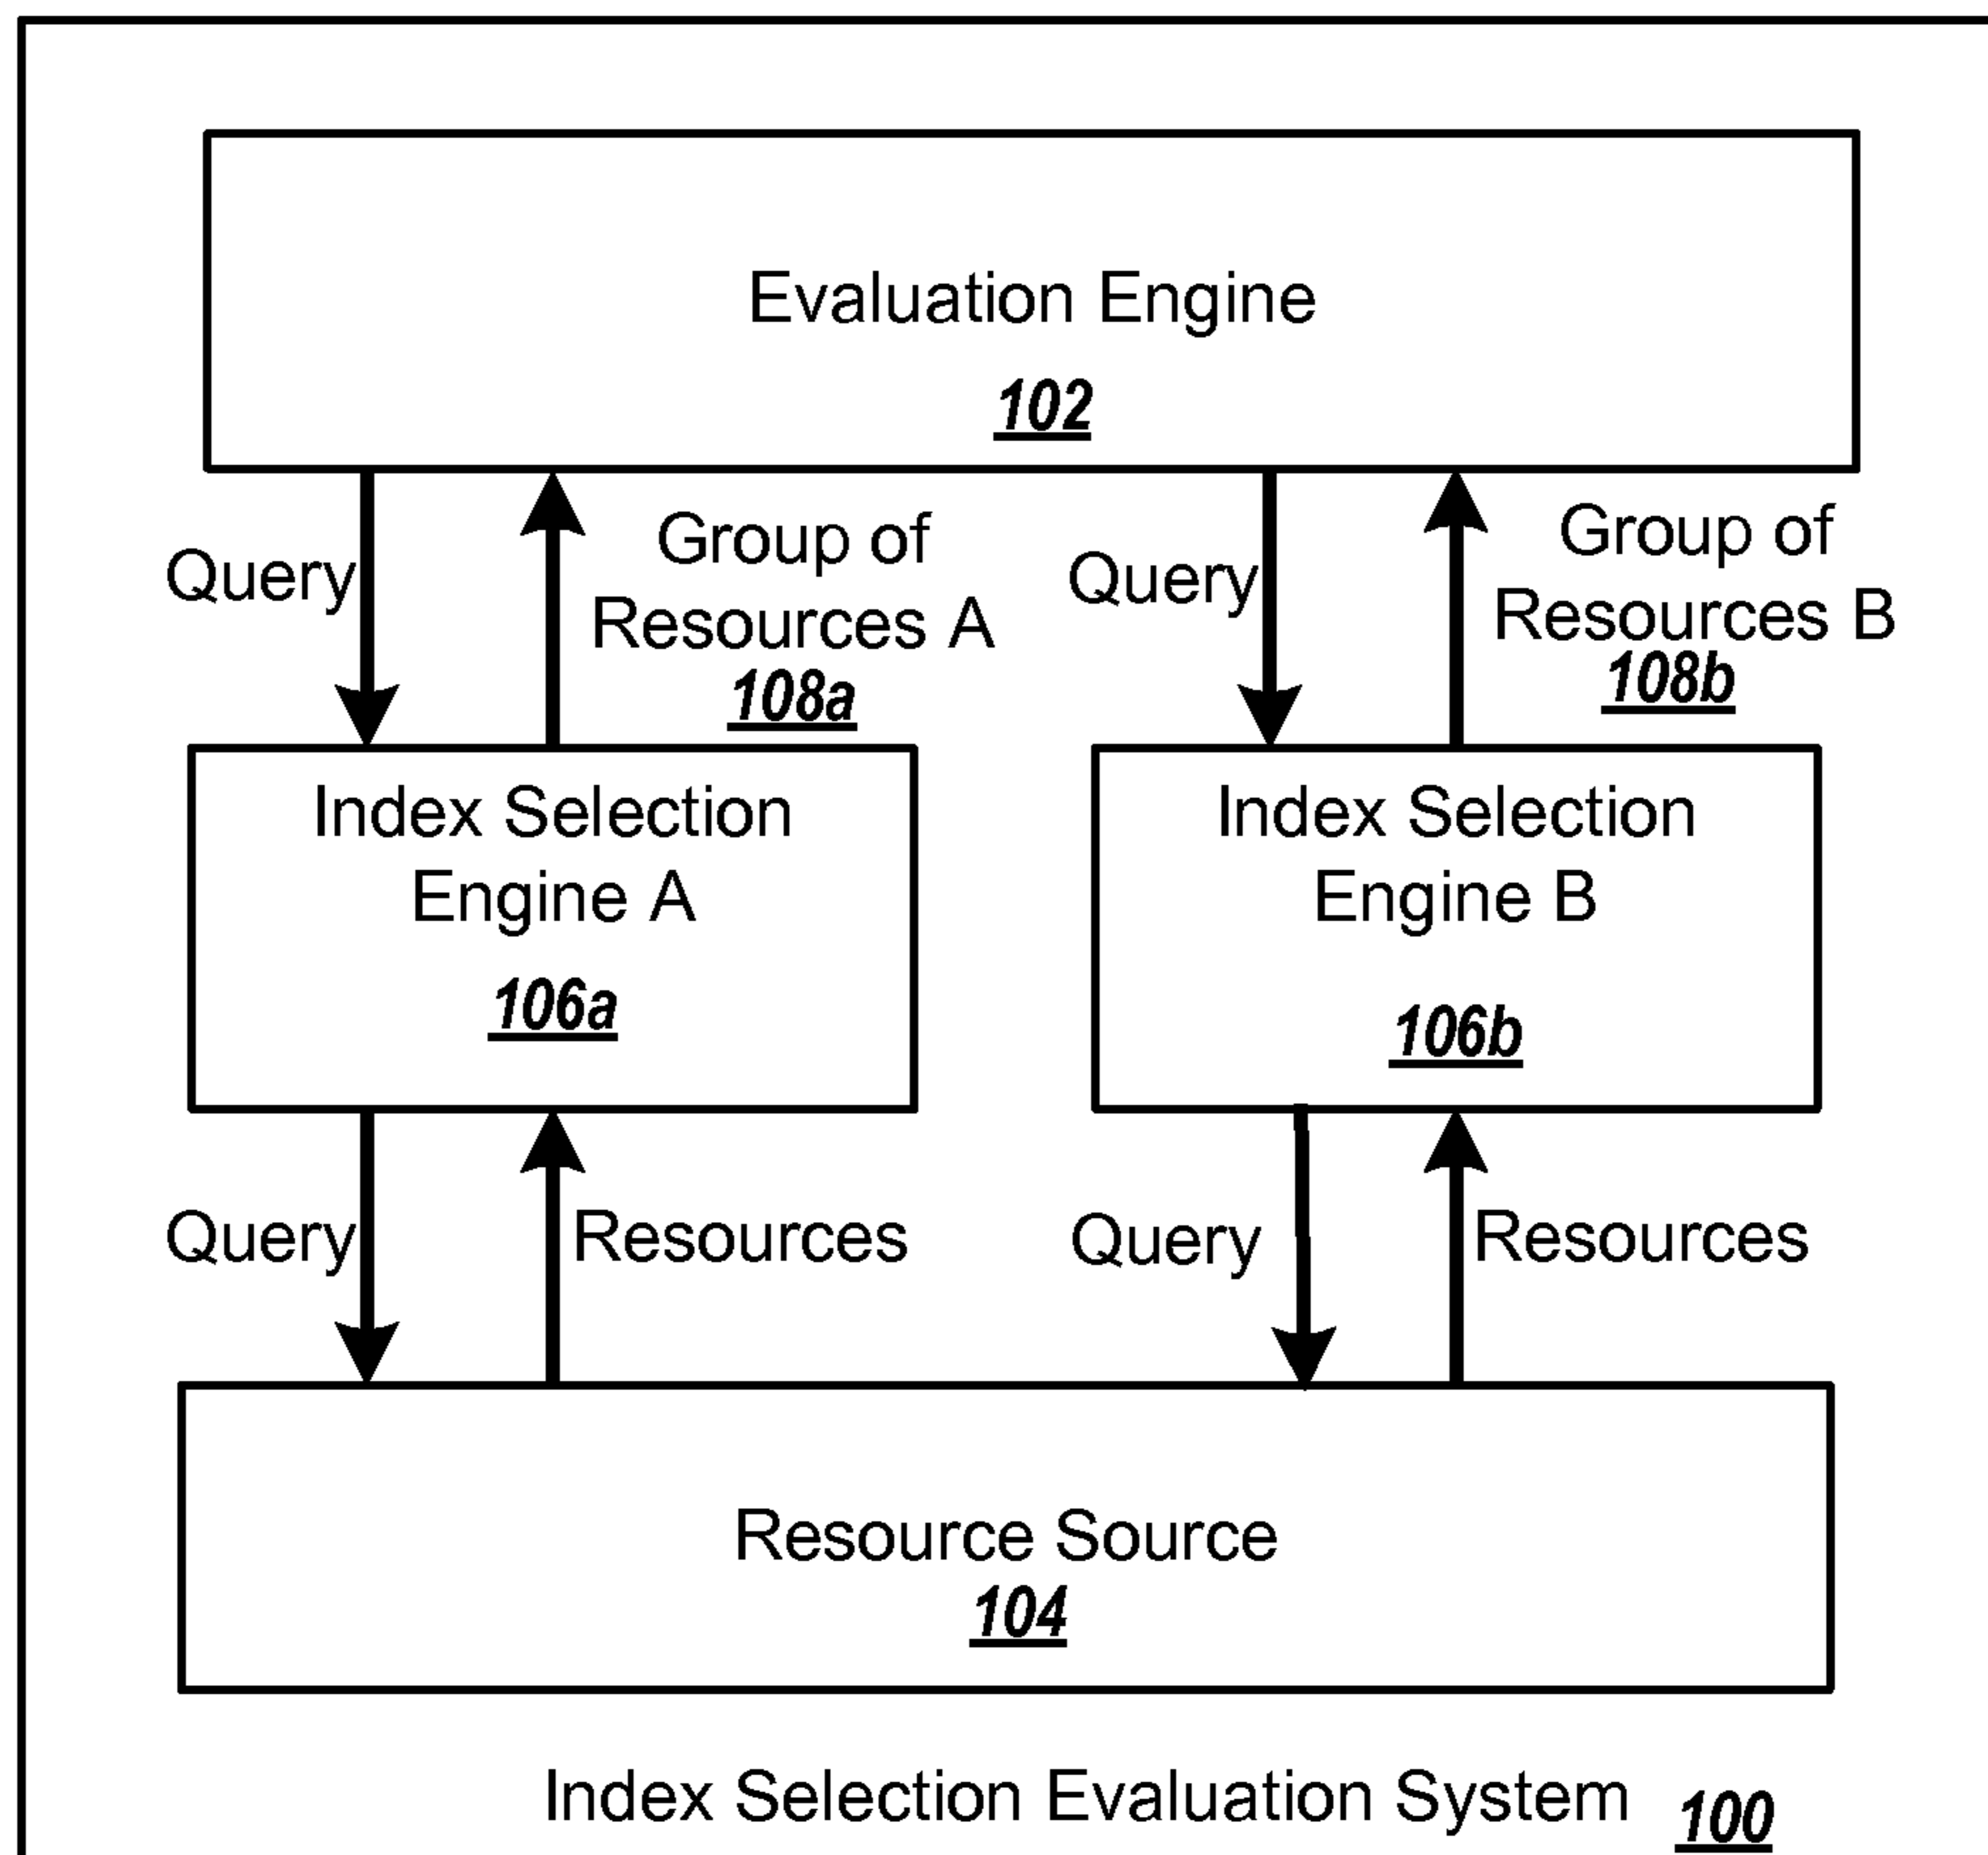 Evaluation Engine
102
Query
Group of
Resources A
108a
Query
Group of
Resources B
108b
Index Selection
Engine A
106a
Index Selection
Engine B
106b
Query
Resources
Query
Resources
Resource Source
104
Index Selection Evaluation System 100